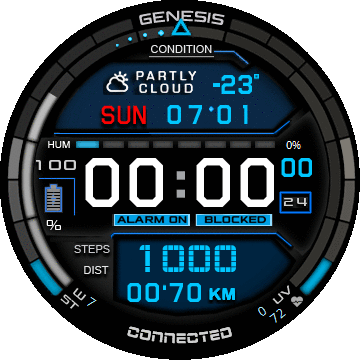 GENESIS
CONDITION
PARTLY CLOUD -23°
SUN 07·01
HUM 0%
100 00:00 00
24
%
ALARM ON BLOCKED
STEPS 1000
DIST 00'70 KM
W 7 UV 0
ST 72
CONNECTED